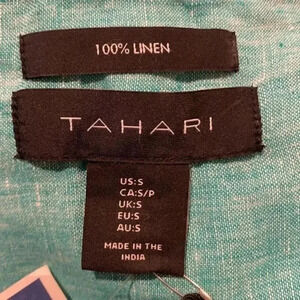 100% LINEN
TAHARI
US:S
CA:S/P
UK:S
EU:S
AU:S
MADE IN THE
INDIA